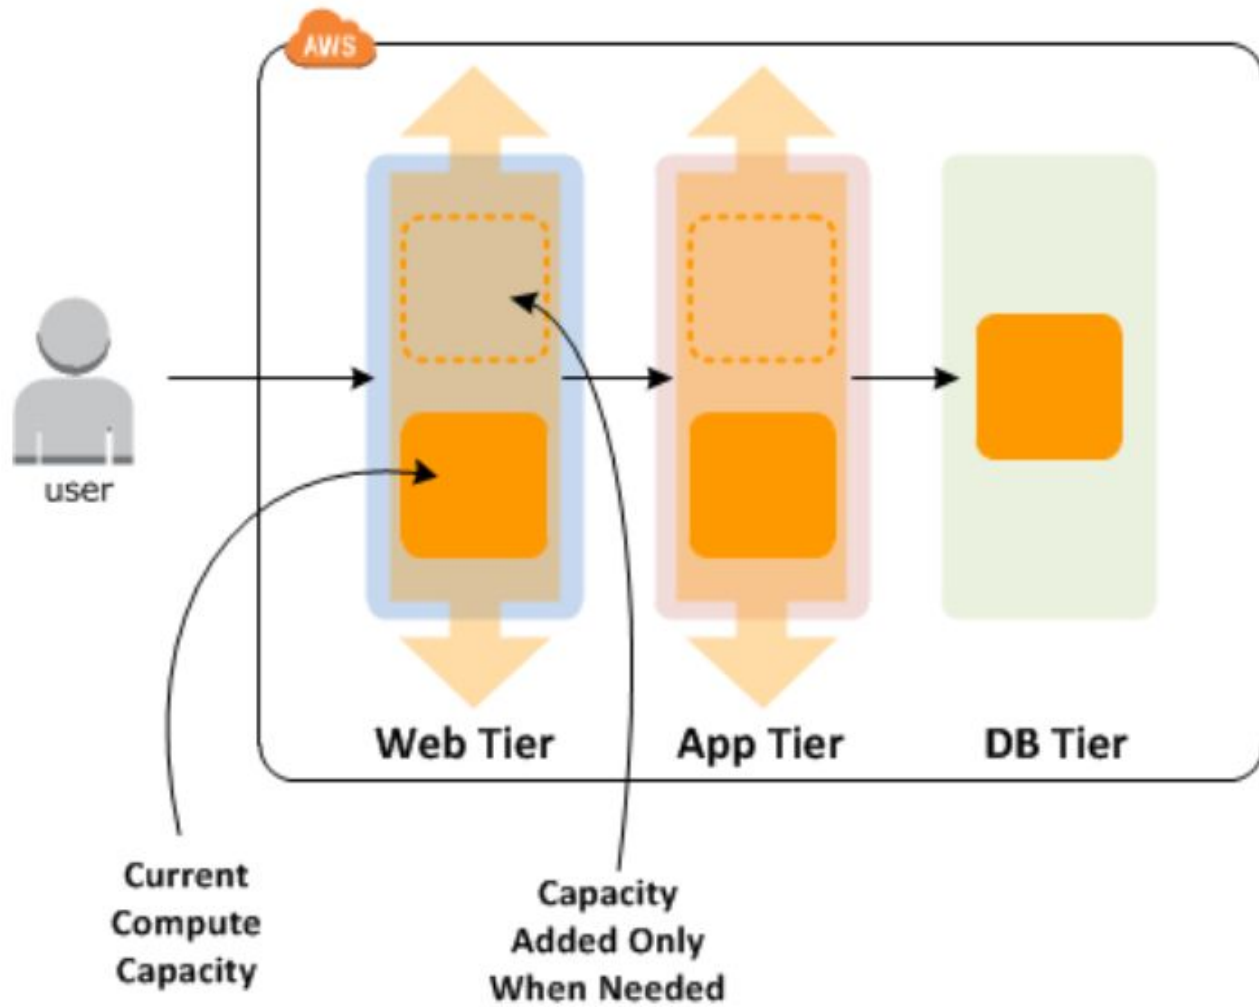 AWS
user
Web Tier
App Tier
DB Tier
Current
Compute
Capacity
Capacity
Added Only
When Needed